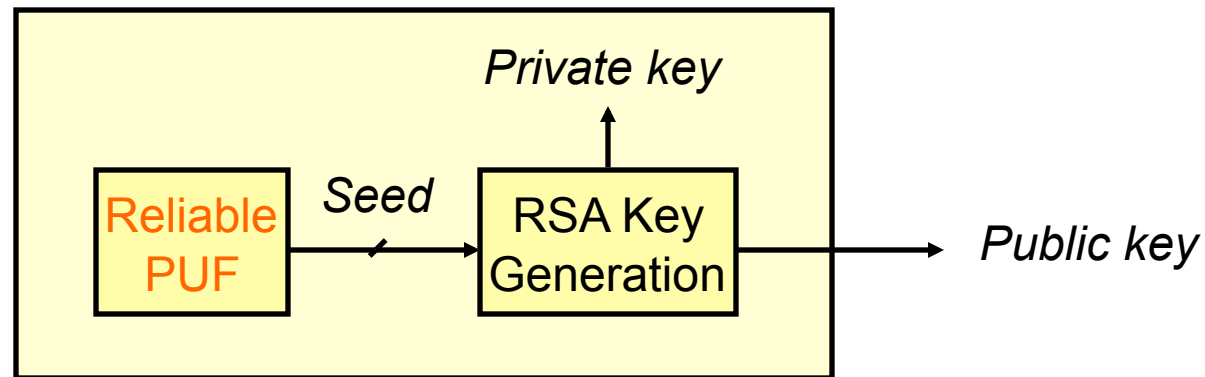 Private key
Reliable
PUF
Seed
RSA Key
Generation
Public key